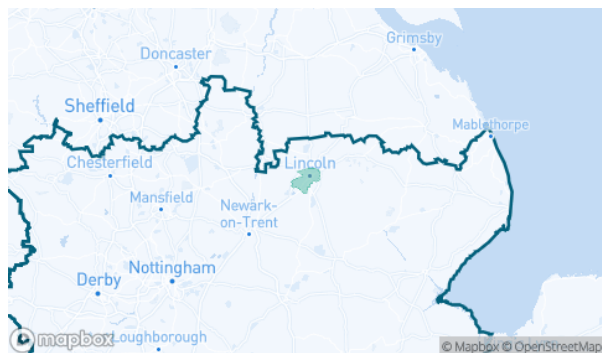 Grimsby
Doncaster
Sheffield
Mablethorpe
Chesterfield
Lincoln
Mansfield
Newark-
on-Trent
Nottingham
Derby
Loughborough
mapbox
© Mapbox © OpenStreetMap